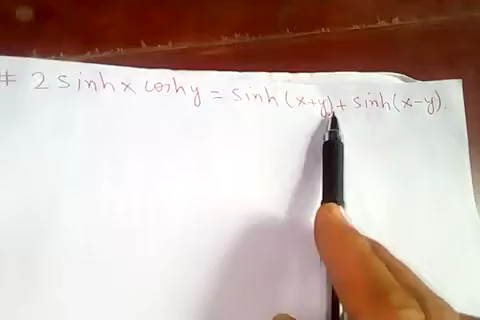 # 2 sinh x cosh y = sinh (x+y) + sinh(x-y).